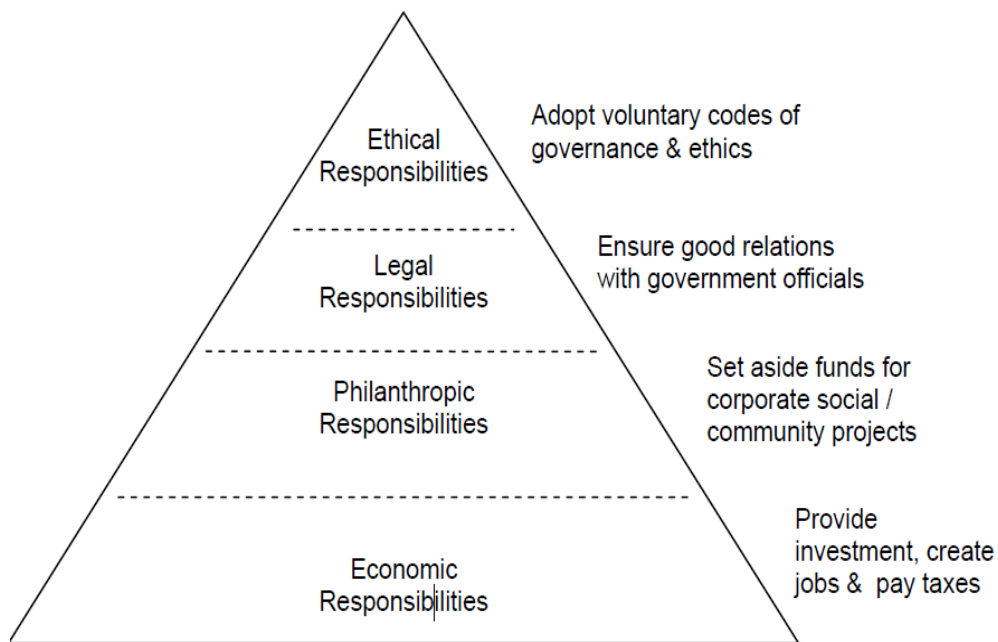 Ethical
Responsibilities
Adopt voluntary codes of
governance & ethics
Legal
Responsibilities
Ensure good relations
with government officials
Philanthropic
Responsibilities
Set aside funds for
corporate social /
community projects
Economic
Responsibilities
Provide
investment, create
jobs & pay taxes